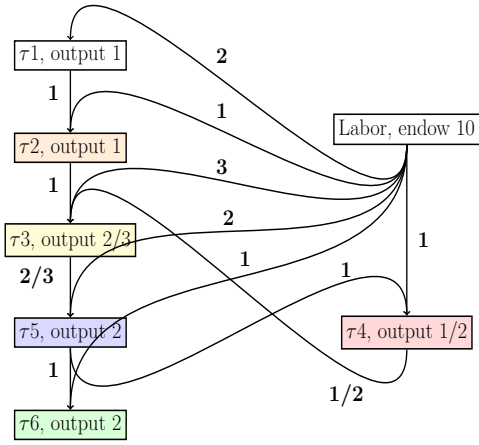 τ1, output 1
2
1
1
Labor, endow 10
τ2, output 1
1
3
2
τ3, output 2/3
1
1
2/3
1
τ5, output 2
τ4, output 1/2
1
1/2
τ6, output 2